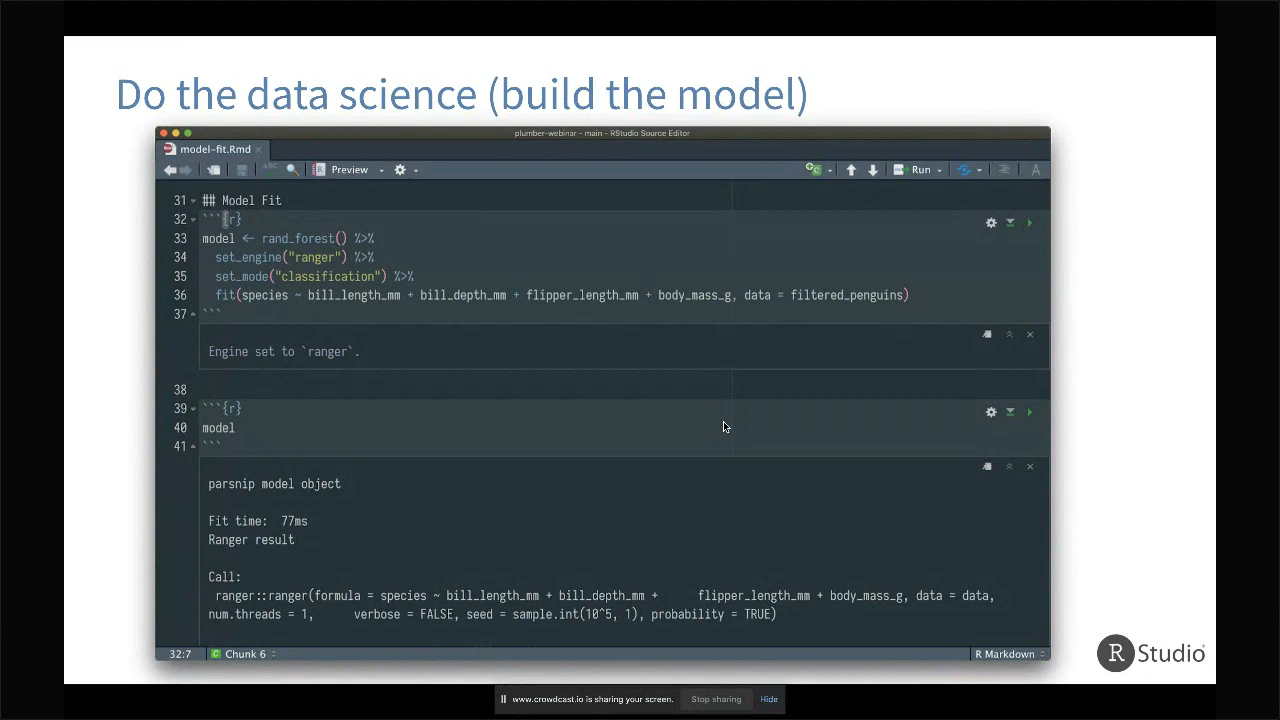 Do the data science (build the model)
plumber-webinar - main - RStudio Source Editor
model-fit.Rmd
ABC
Preview
Run
31 ## Model Fit
32 ```{r}
33 model <- rand_forest() %>%
34 set_engine("ranger") %>%
35 set_mode("classification") %>%
36 fit(species ~ bill_length_mm + bill_depth_mm + flipper_length_mm + body_mass_g, data = filtered_penguins)
37 ```
Engine set to `ranger`.
38
39 ```{r}
40 model
41 ```
parsnip model object
Fit time: 77ms
Ranger result
Call:
ranger::ranger(formula = species ~ bill_length_mm + bill_depth_mm + flipper_length_mm + body_mass_g, data = data,
num.threads = 1, verbose = FALSE, seed = sample.int(10^5, 1), probability = TRUE)
32:7 Chunk 6 R Markdown
R Studio
www.crowdcast.io is sharing your screen. Stop sharing Hide